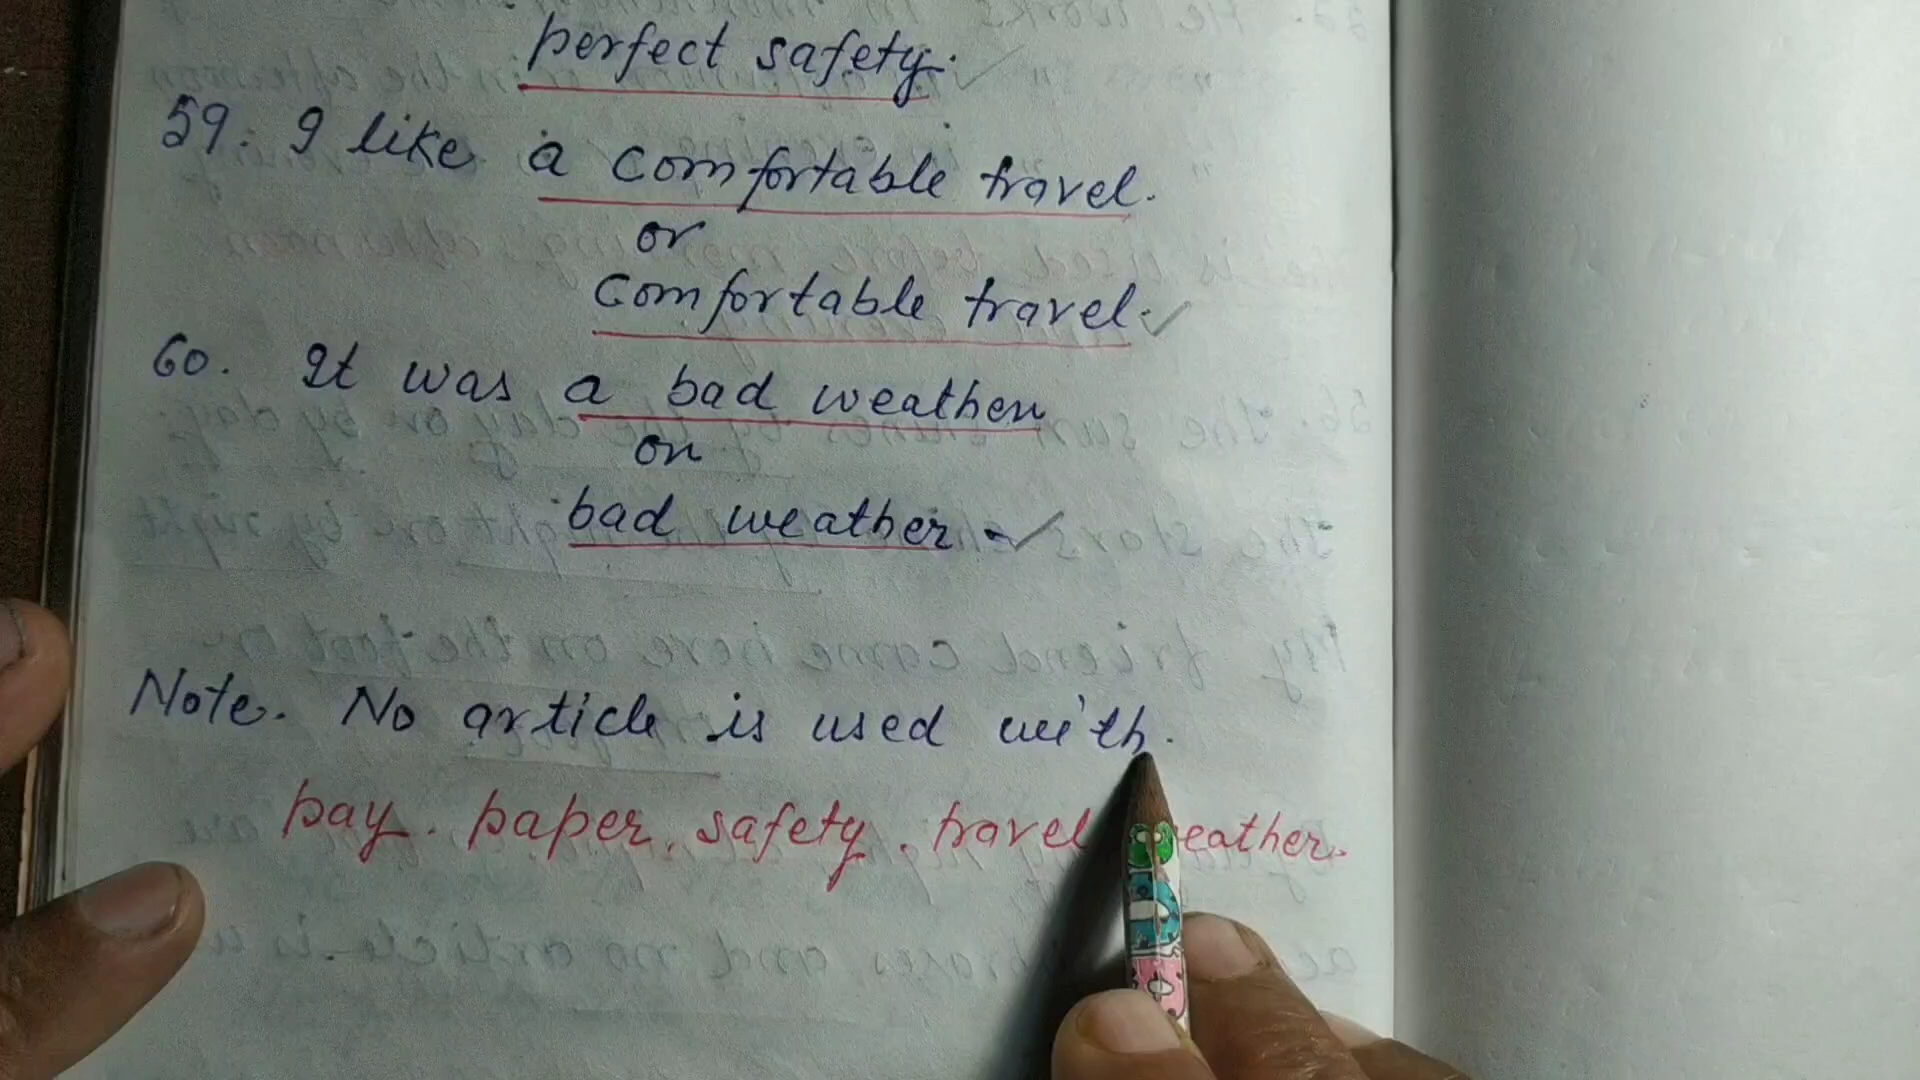 perfect safety.
59. I like a comfortable travel.
or
comfortable travel.
60. It was a bad weather
or
bad weather -
Note. No article is used with.
pay. paper, safety. travel eather.